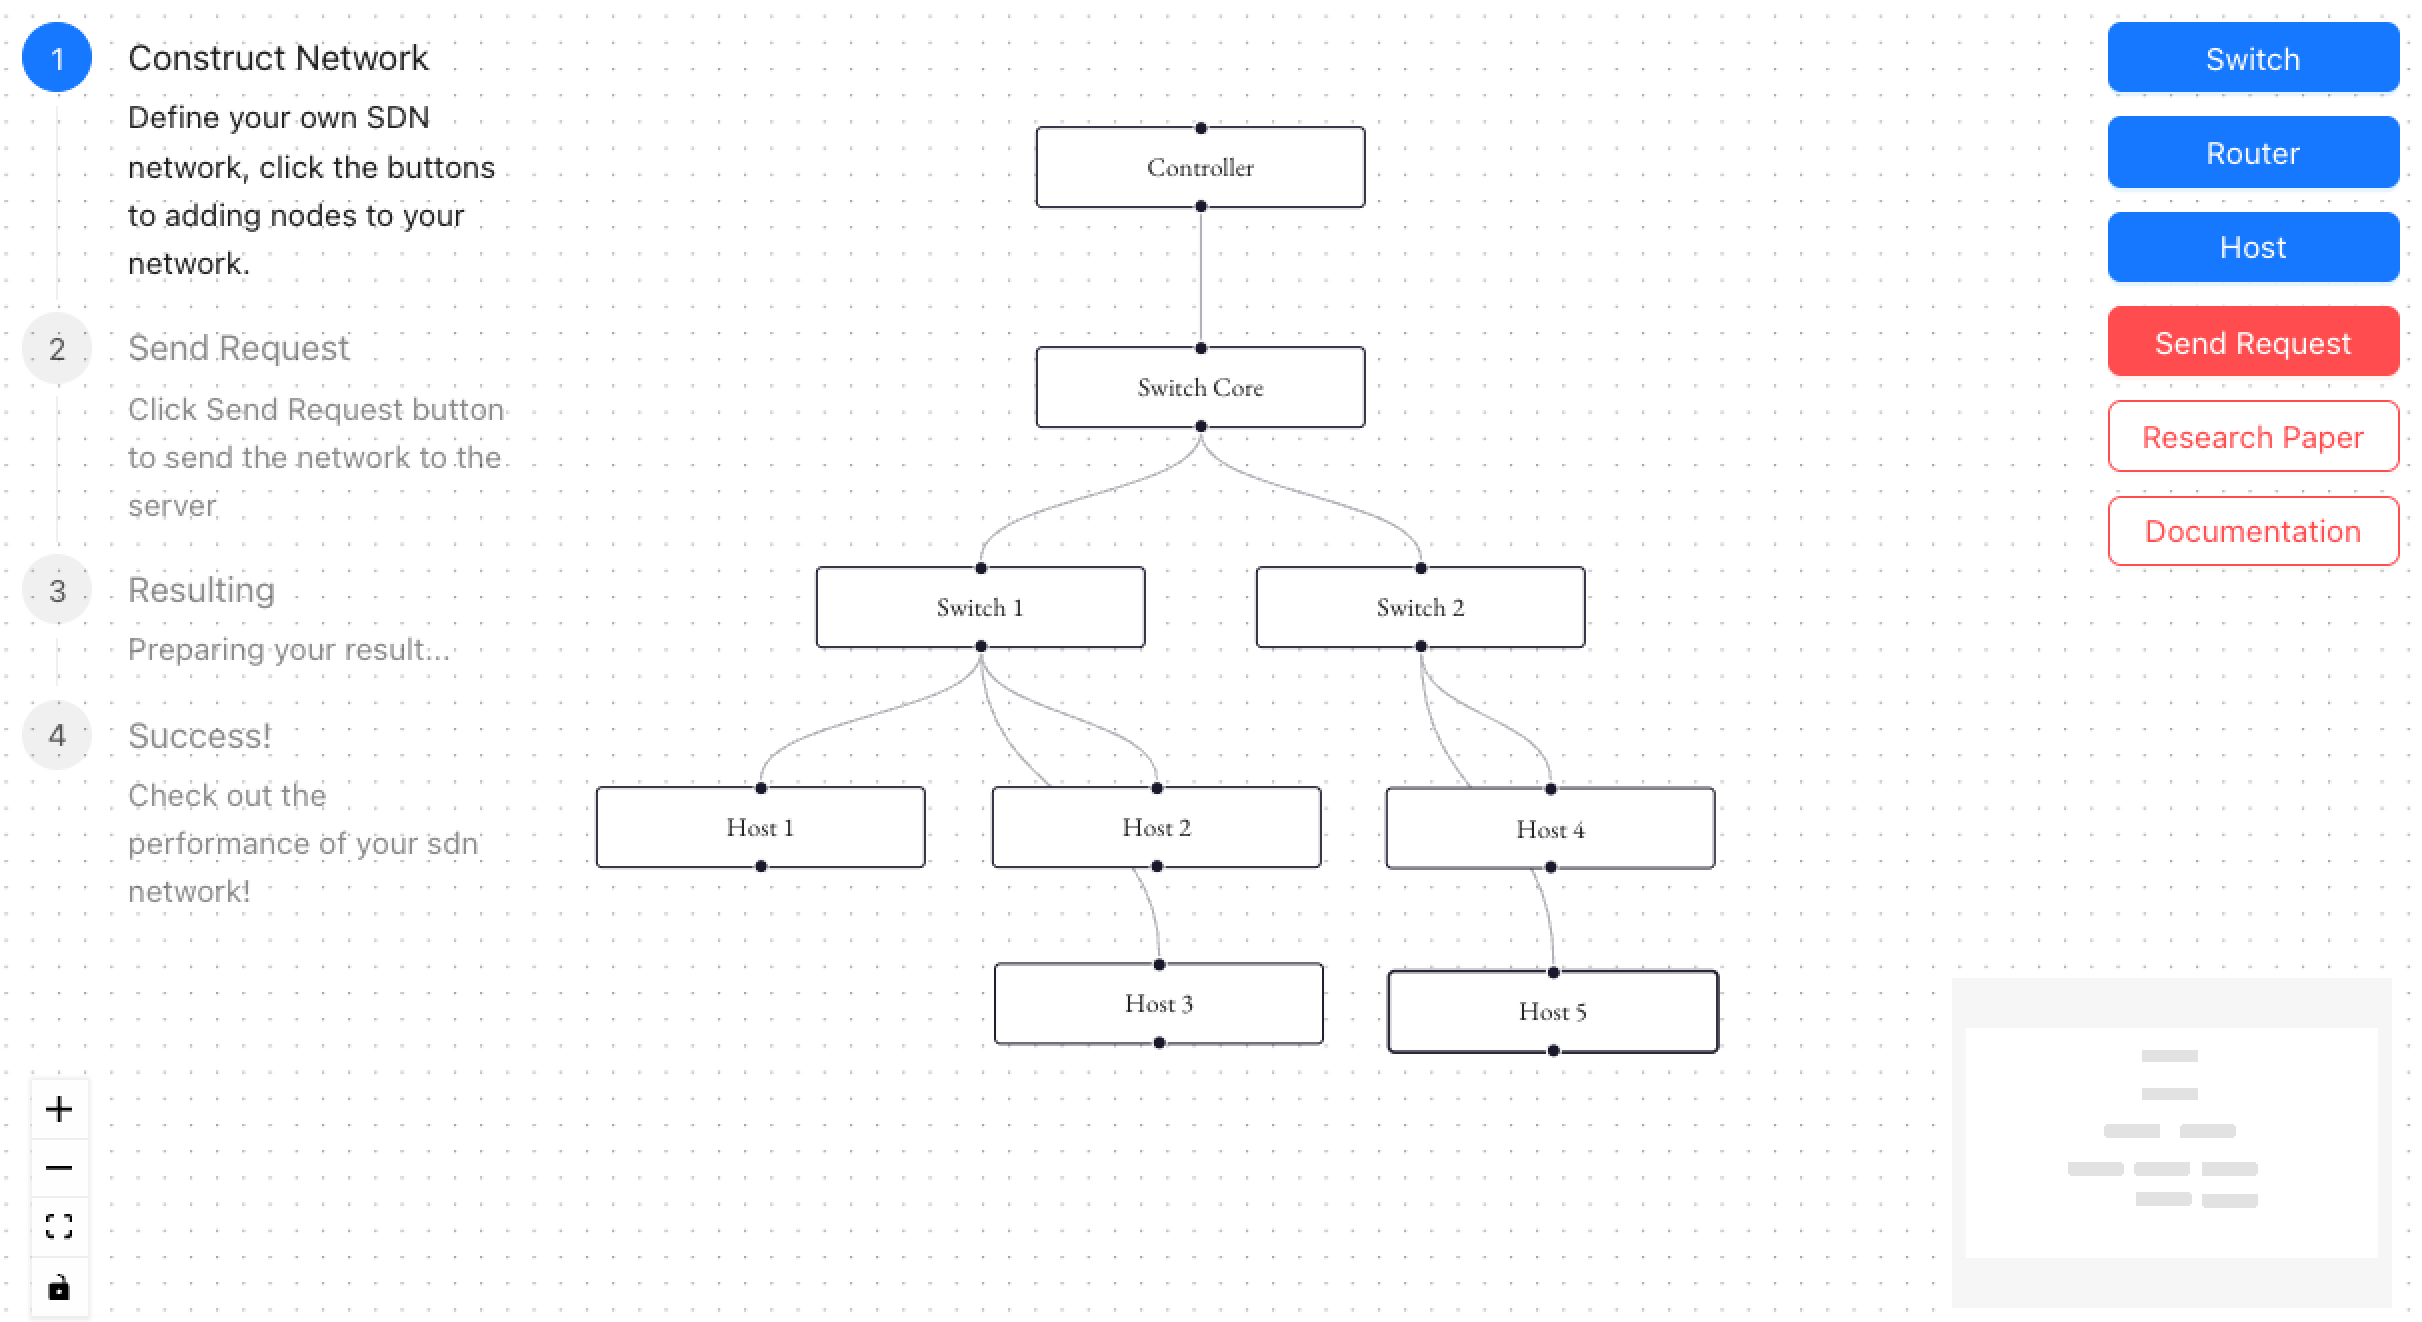 1
Construct Network
Define your own SDN
network, click the buttons
to adding nodes to your
network.
2
Send Request
Click Send Request button
to send the network to the
server
3
Resulting
Preparing your result...
4
Success!
Check out the
performance of your sdn
network!
Controller
Switch Core
Switch 1
Switch 2
Host 1
Host 2
Host 4
Host 3
Host 5
Switch
Router
Host
Send Request
Research Paper
Documentation